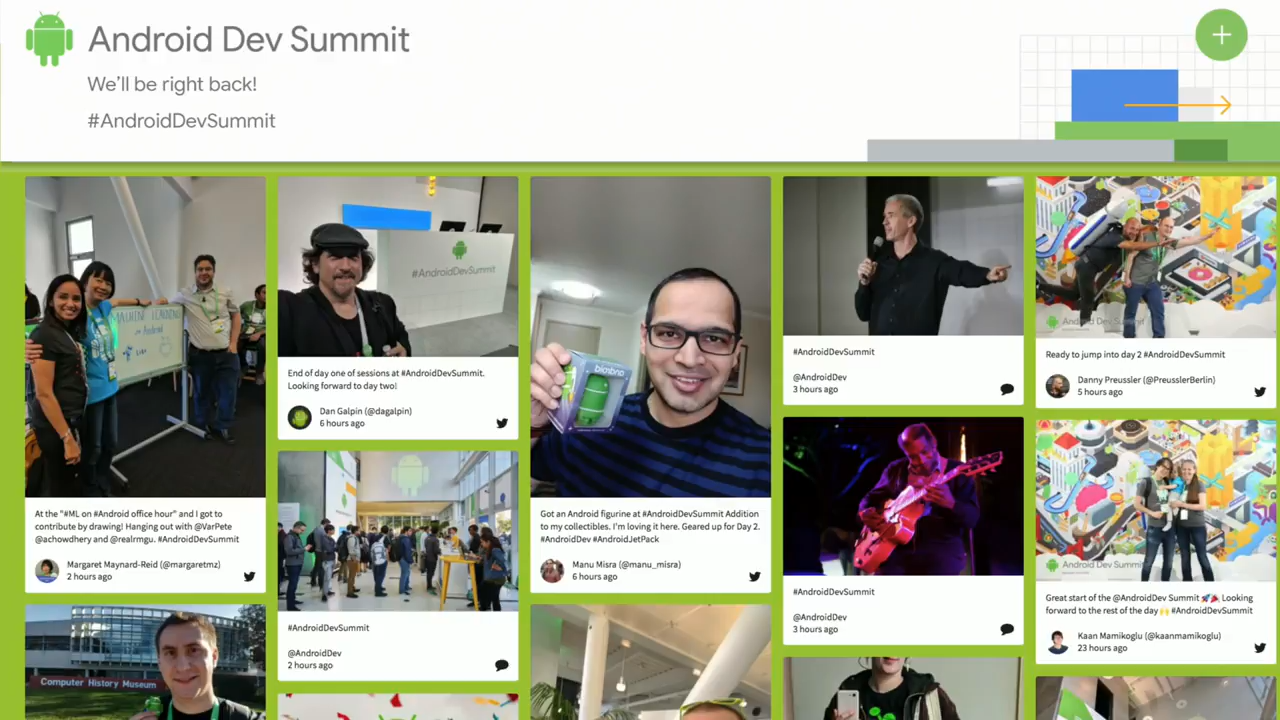 Android Dev Summit
We'll be right back!
#AndroidDevSummit
MACHINE LEARNING
on Android
At the "#ML on #Android office hour" and I got to
contribute by drawing! Hanging out with @VarPete
@achowdhery and @realrmgu. #AndroidDevSummit
Margaret Maynard-Reid (@margaretmz)
2 hours ago
Computer History Museum
#AndroidDevSummit
End of day one of sessions at #AndroidDevSummit.
Looking forward to day two!
Dan Galpin (@dagalpin)
6 hours ago
#AndroidDevSummit
@AndroidDev
2 hours ago
android
Got an Android figurine at #AndroidDevSummit Addition
to my collectibles. I'm loving it here. Geared up for Day 2.
#AndroidDev #AndroidJetPack
Manu Misra (@manu_misra)
6 hours ago
#AndroidDevSummit
@AndroidDev
3 hours ago
#AndroidDevSummit
@AndroidDev
3 hours ago
Android Dev Summit
Ready to jump into day 2 #AndroidDevSummit
Danny Preussler (@PreusslerBerlin)
5 hours ago
Android Dev Summit
Great start of the @AndroidDev Summit 🚀🎉 Looking
forward to the rest of the day🙌 #AndroidDevSummit
Kaan Mamikoglu (@kaanmamikoglu)
23 hours ago